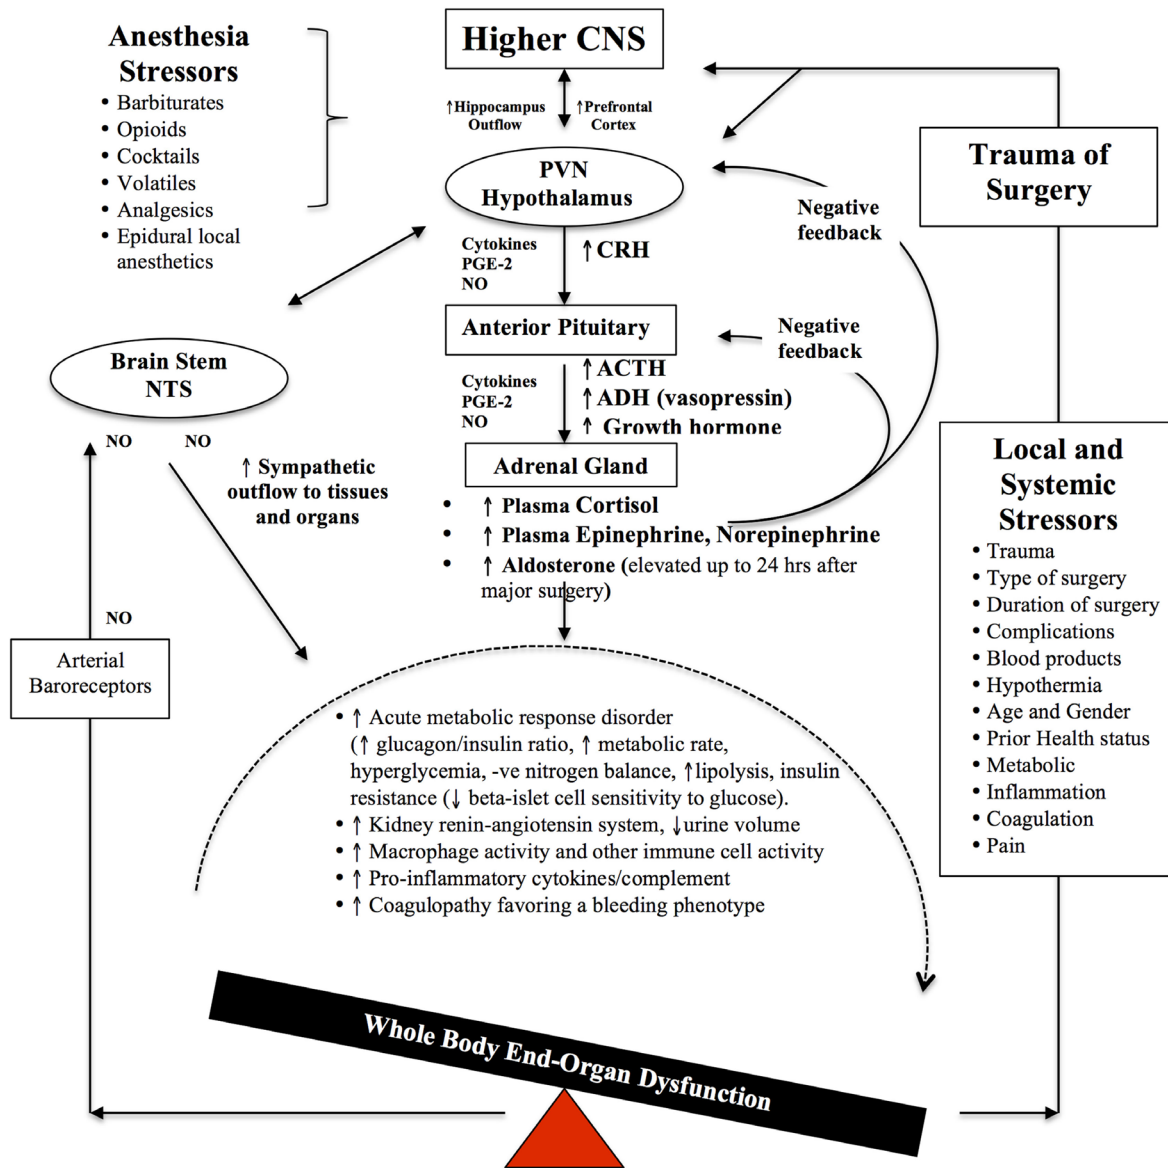 Anesthesia
Stressors
• Barbiturates
• Opioids
• Cocktails
• Volatiles
• Analgesics
• Epidural local
anesthetics
Higher CNS
↑Hippocampus
Outflow
↑Prefrontal
Cortex
PVN
Hypothalamus
Cytokines
PGE-2
NO
↑ CRH
Anterior Pituitary
Cytokines
PGE-2
NO
↑ ACTH
↑ ADH (vasopressin)
↑ Growth hormone
Adrenal Gland
• ↑ Plasma Cortisol
• ↑ Plasma Epinephrine, Norepinephrine
• ↑ Aldosterone (elevated up to 24 hrs after
major surgery)
Negative
feedback
Negative
feedback
Trauma of
Surgery
Local and
Systemic
Stressors
• Trauma
• Type of surgery
• Duration of surgery
• Complications
• Blood products
• Hypothermia
• Age and Gender
• Prior Health status
• Metabolic
• Inflammation
• Coagulation
• Pain
Brain Stem
NTS
NO NO
↑ Sympathetic
outflow to tissues
and organs
NO
Arterial
Baroreceptors
• ↑ Acute metabolic response disorder
(↑ glucagon/insulin ratio, ↑ metabolic rate,
hyperglycemia, -ve nitrogen balance, ↑lipolysis, insulin
resistance (↓ beta-islet cell sensitivity to glucose).
• ↑ Kidney renin-angiotensin system, ↓urine volume
• ↑ Macrophage activity and other immune cell activity
• ↑ Pro-inflammatory cytokines/complement
• ↑ Coagulopathy favoring a bleeding phenotype
Whole Body End-Organ Dysfunction